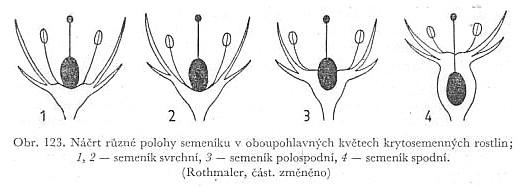 1 2 3 4
Obr. 123. Náčrt různé polohy semeníku v oboupohlavných květech krytosemenných rostlin;
1, 2 — semeník svrchní, 3 — semeník polospodní, 4 — semeník spodní.
(Rothmaler, část. změněno)